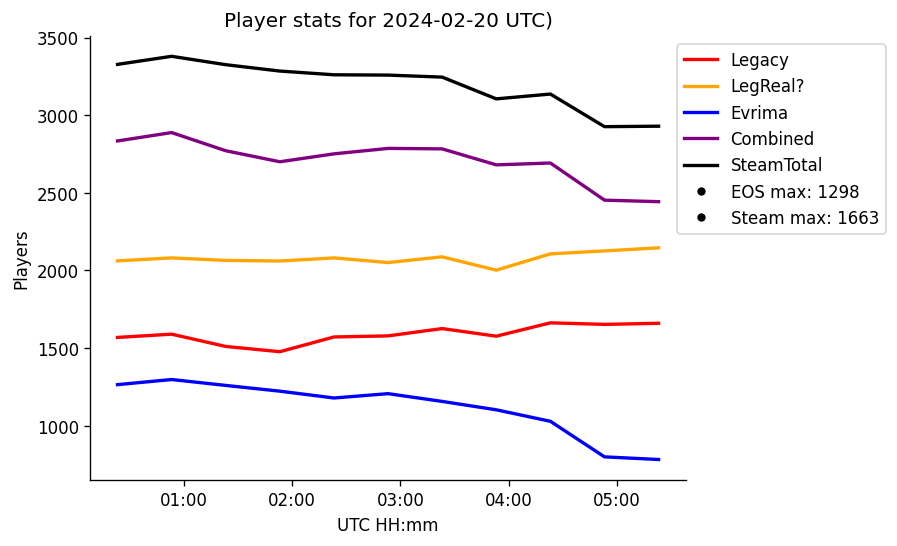 Player stats for 2024-02-20 UTC)
3500
3000
2500
2000
1500
1000
Players
01:00 02:00 03:00 04:00 05:00
UTC HH:mm
Legacy
LegReal?
Evrima
Combined
SteamTotal
EOS max: 1298
Steam max: 1663